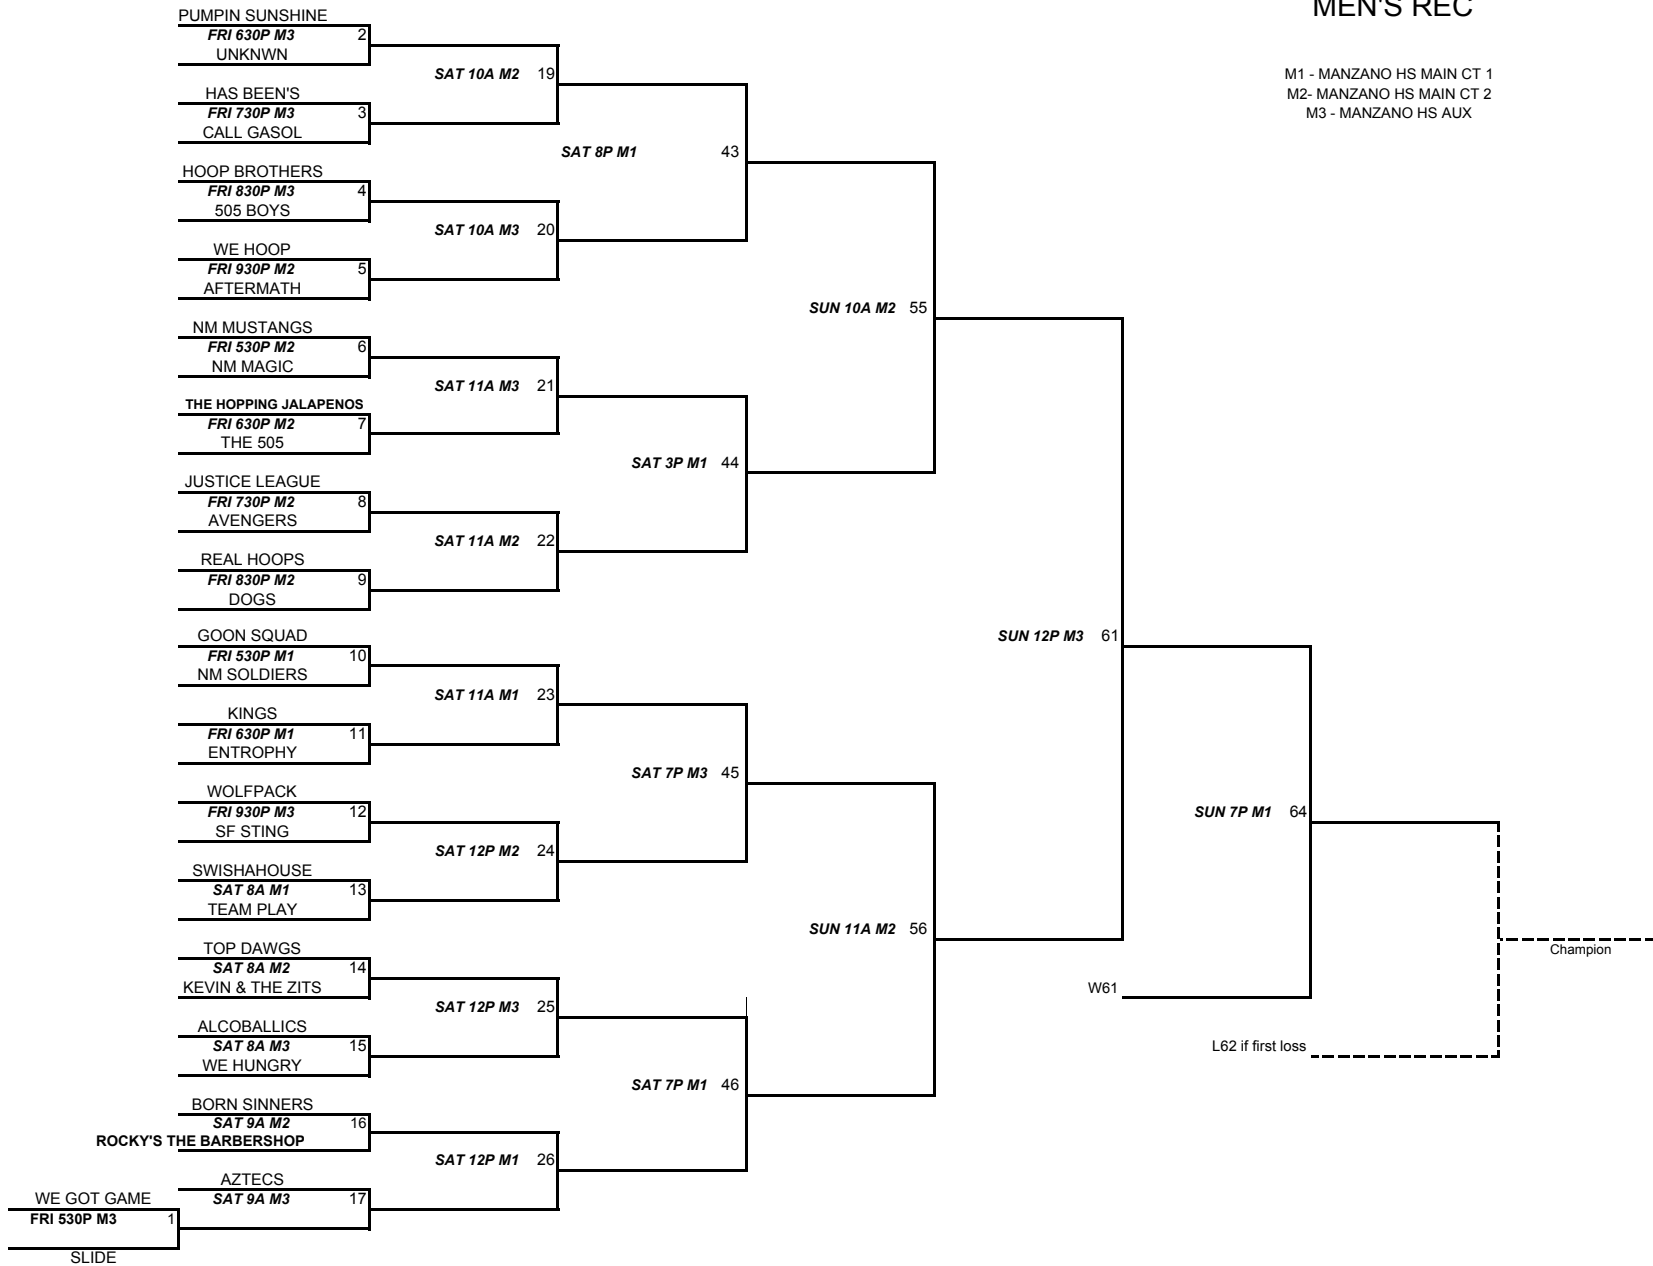 MEN'S REC
M1 - MANZANO HS MAIN CT 1
M2- MANZANO HS MAIN CT 2
M3 - MANZANO HS AUX
PUMPIN SUNSHINE
FRI 630P M3 2
UNKNWN
SAT 10A M2 19
HAS BEEN'S
FRI 730P M3 3
CALL GASOL
SAT 8P M1 43
HOOP BROTHERS
FRI 830P M3 4
505 BOYS
SAT 10A M3 20
WE HOOP
FRI 930P M2 5
AFTERMATH
SUN 10A M2 55
NM MUSTANGS
FRI 530P M2 6
NM MAGIC
SAT 11A M3 21
THE HOPPING JALAPENOS
FRI 630P M2 7
THE 505
SAT 3P M1 44
JUSTICE LEAGUE
FRI 730P M2 8
AVENGERS
SAT 11A M2 22
REAL HOOPS
FRI 830P M2 9
DOGS
SUN 12P M3 61
GOON SQUAD
FRI 530P M1 10
NM SOLDIERS
SAT 11A M1 23
KINGS
FRI 630P M1 11
ENTROPHY
SAT 7P M3 45
WOLFPACK
FRI 930P M3 12
SF STING
SUN 7P M1 64
SAT 12P M2 24
SWISHAHOUSE
SAT 8A M1 13
TEAM PLAY
SUN 11A M2 56
TOP DAWGS
SAT 8A M2 14
KEVIN & THE ZITS
Champion
W61
SAT 12P M3 25
ALCOBALLICS
SAT 8A M3 15
WE HUNGRY
L62 if first loss
SAT 7P M1 46
BORN SINNERS
SAT 9A M2 16
ROCKY'S THE BARBERSHOP
SAT 12P M1 26
AZTECS
SAT 9A M3 17
WE GOT GAME
FRI 530P M3 1
SLIDE